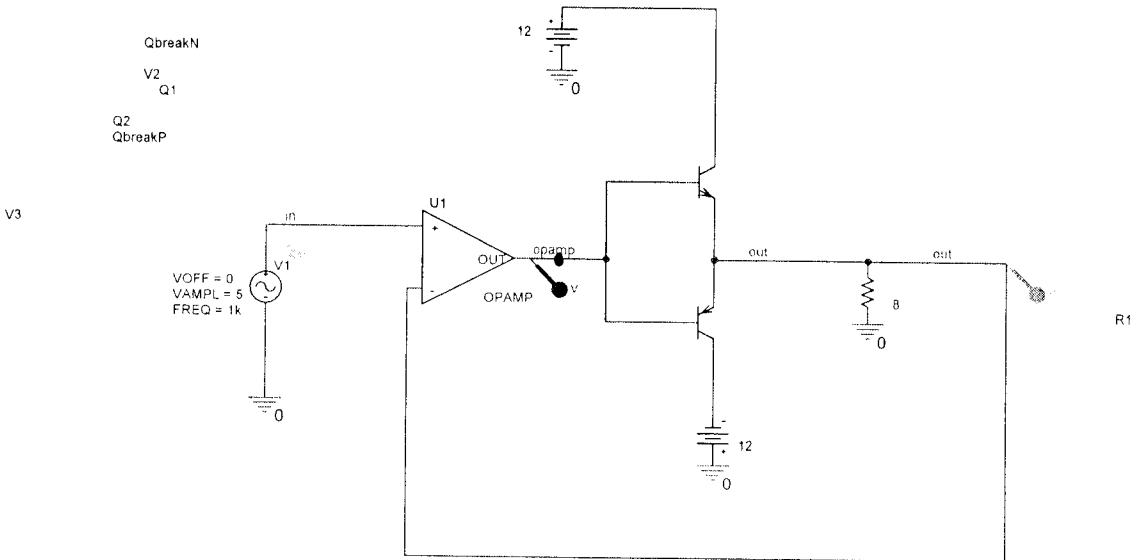 12
+
-
0
QbreakN
V2
Q1
Q2
QbreakP
V3
in
U1
+
-
OUT
opamp
V
OPAMP
V1
VOFF = 0
VAMPL = 5
FREQ = 1k
-
0
out
out
8
0
R1
-
12
+
0